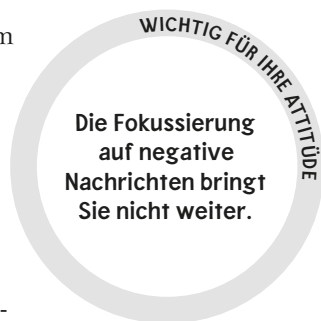 m
WICHTIG FÜR IHRE ATTITÜDE
Die Fokussierung
auf negative
Nachrichten bringt
Sie nicht weiter.
-